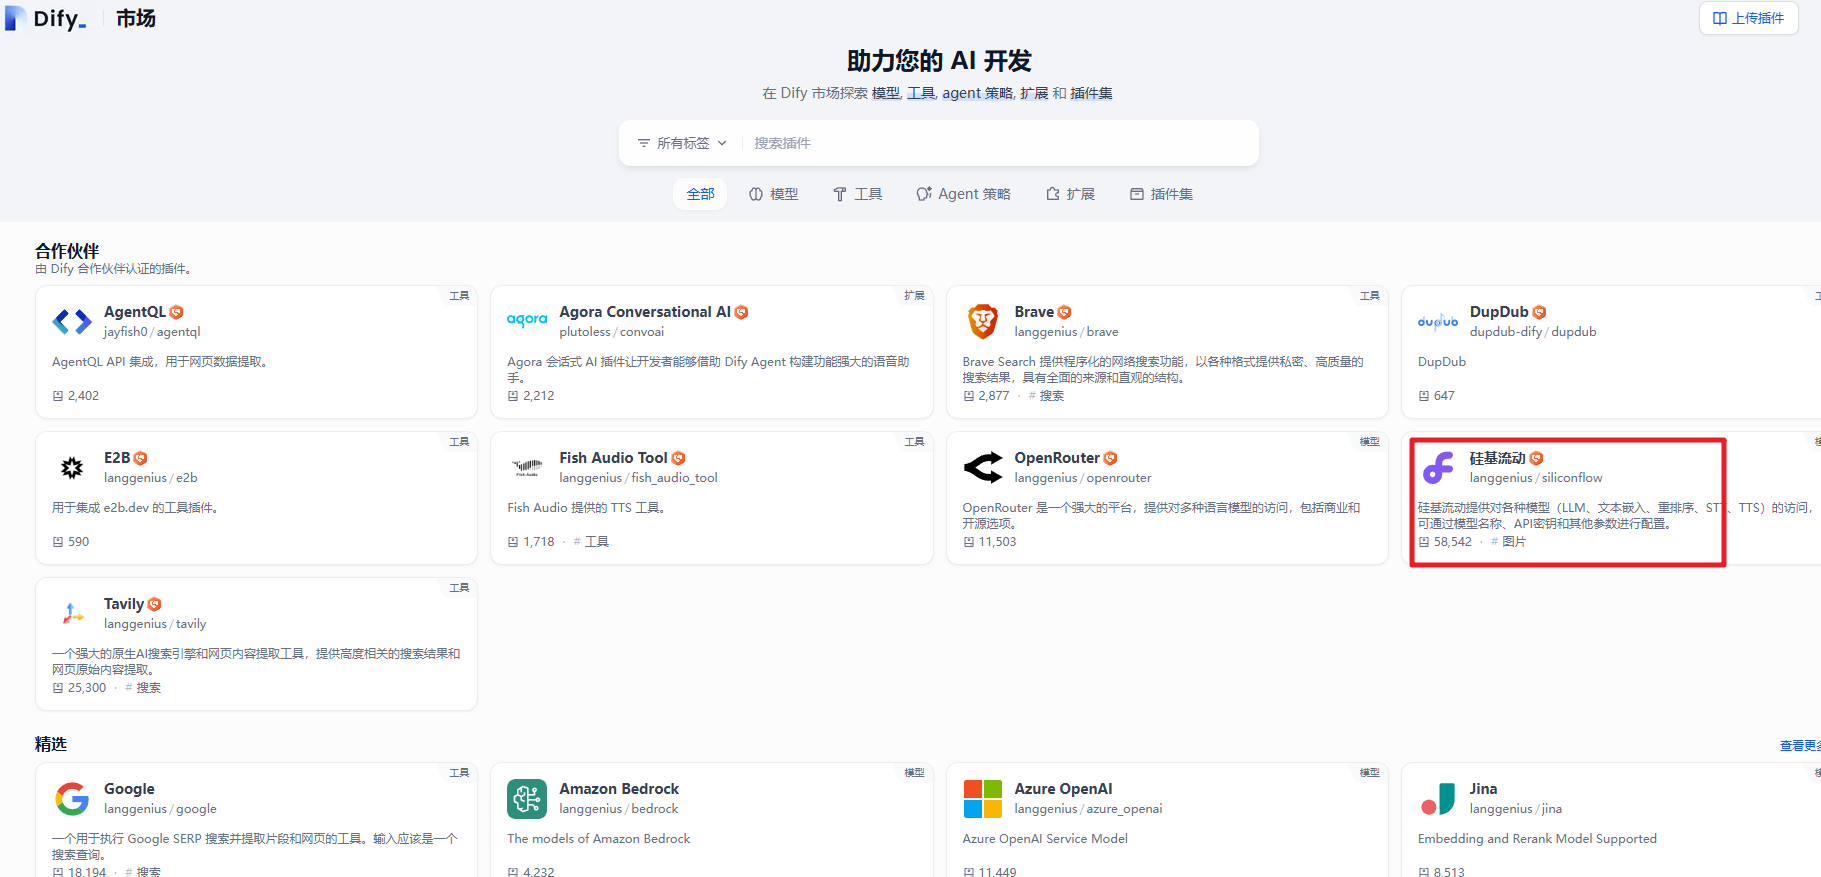 Dify_ 市场
上传插件
助力您的 AI 开发
在 Dify 市场探索 模型, 工具, agent 策略, 扩展 和 插件集
所有标签 搜索插件
全部 模型 工具 Agent 策略 扩展 插件集
合作伙伴
由 Dify 合作伙伴认证的插件。
工具
AgentQL
jayfish0 / agentql
AgentQL API 集成，用于网页数据提取。
2,402
扩展
agora
Agora Conversational AI
plutoless / convoai
Agora 会话式 AI 插件让开发者能够借助 Dify Agent 构建功能强大的语音助
手。
2,212
工具
Brave
langgenius / brave
Brave Search 提供程序化的网络搜索功能，以各种格式提供私密、高质量的
搜索结果，具有全面的来源和直观的结构。
2,877 · # 搜索
dupdub
DupDub
dupdub-dify / dupdub
DupDub
647
工具
E2B
langgenius / e2b
用于集成 e2b.dev 的工具插件。
590
工具
Fish Audio
Fish Audio Tool
langgenius / fish_audio_tool
Fish Audio 提供的 TTS 工具。
1,718 · # 工具
模型
OpenRouter
langgenius / openrouter
OpenRouter 是一个强大的平台，提供对多种语言模型的访问，包括商业和
开源选项。
11,503
硅基流动
langgenius / siliconflow
硅基流动提供对各种模型（LLM、文本嵌入、重排序、STT、TTS）的访问，
可通过模型名称、API密钥和其他参数进行配置。
58,542 · # 图片
工具
Tavily
langgenius / tavily
一个强大的原生AI搜索引擎和网页内容提取工具，提供高度相关的搜索结果和
网页原始内容提取。
25,300 · # 搜索
精选
查看更多
工具
Google
langgenius / google
一个用于执行 Google SERP 搜索并提取片段和网页的工具。输入应该是一个
搜索查询。
18,194 · # 搜索
模型
Amazon Bedrock
langgenius / bedrock
The models of Amazon Bedrock
4,232
模型
Azure OpenAI
langgenius / azure_openai
Azure OpenAI Service Model
11,449
Jina
langgenius / jina
Embedding and Rerank Model Supported
8,513